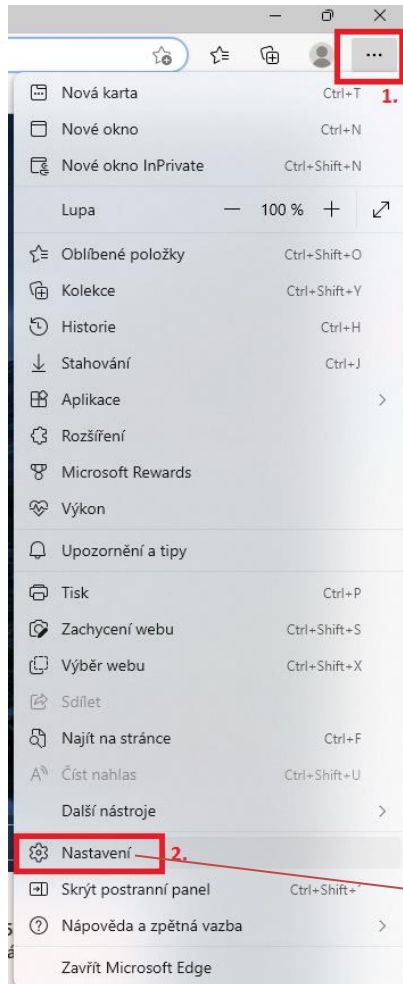 1.
Nová karta Ctrl+T
Nové okno Ctrl+N
Nové okno InPrivate Ctrl+Shift+N
Lupa — 100 % +
Oblíbené položky Ctrl+Shift+O
Kolekce Ctrl+Shift+Y
Historie Ctrl+H
Stahování Ctrl+J
Aplikace
Rozšíření
Microsoft Rewards
Výkon
Upozornění a tipy
Tisk Ctrl+P
Zachycení webu Ctrl+Shift+S
Výběr webu Ctrl+Shift+X
Sdílet
Najít na stránce Ctrl+F
Číst nahlas Ctrl+Shift+U
Další nástroje
Nastavení 2.
Skrýt postranní panel Ctrl+Shift+
Nápověda a zpětná vazba
Zavřít Microsoft Edge